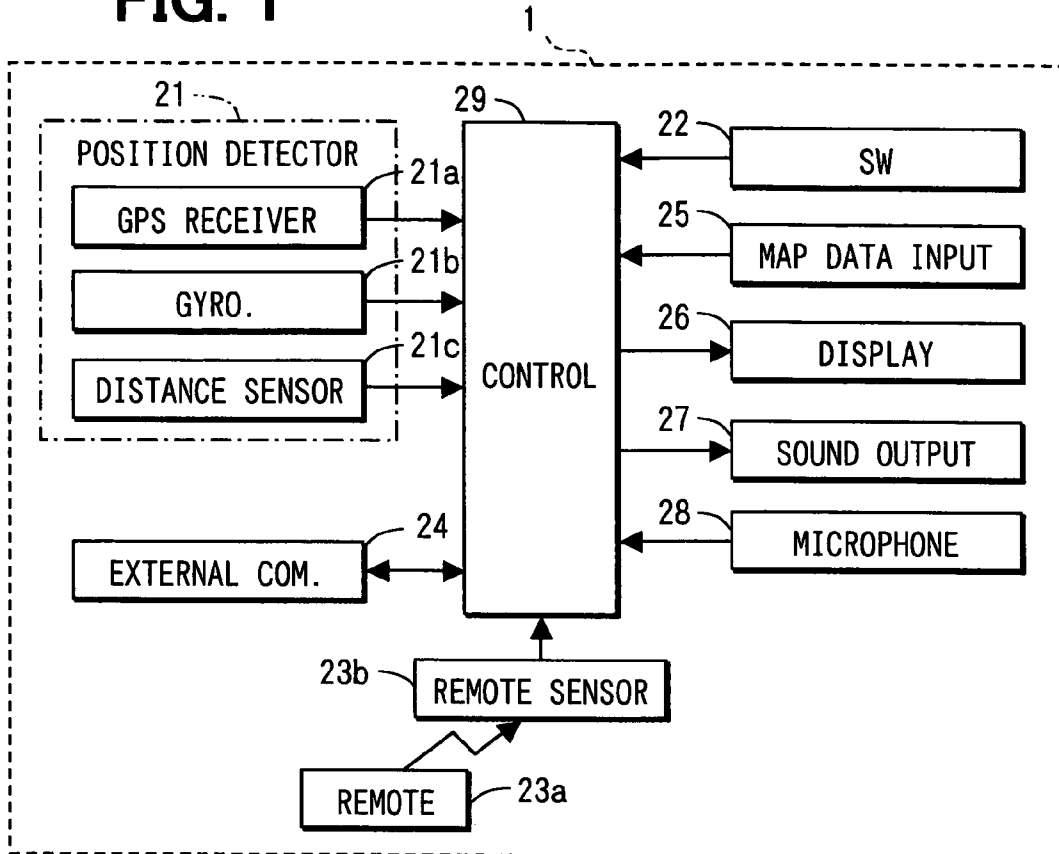 FIG. 1
1
21
29
22
POSITION DETECTOR
SW
21a
GPS RECEIVER
25
MAP DATA INPUT
21b
GYRO.
26
DISPLAY
21c
DISTANCE SENSOR
CONTROL
27
SOUND OUTPUT
24
EXTERNAL COM.
28
MICROPHONE
23b
REMOTE SENSOR
REMOTE
23a